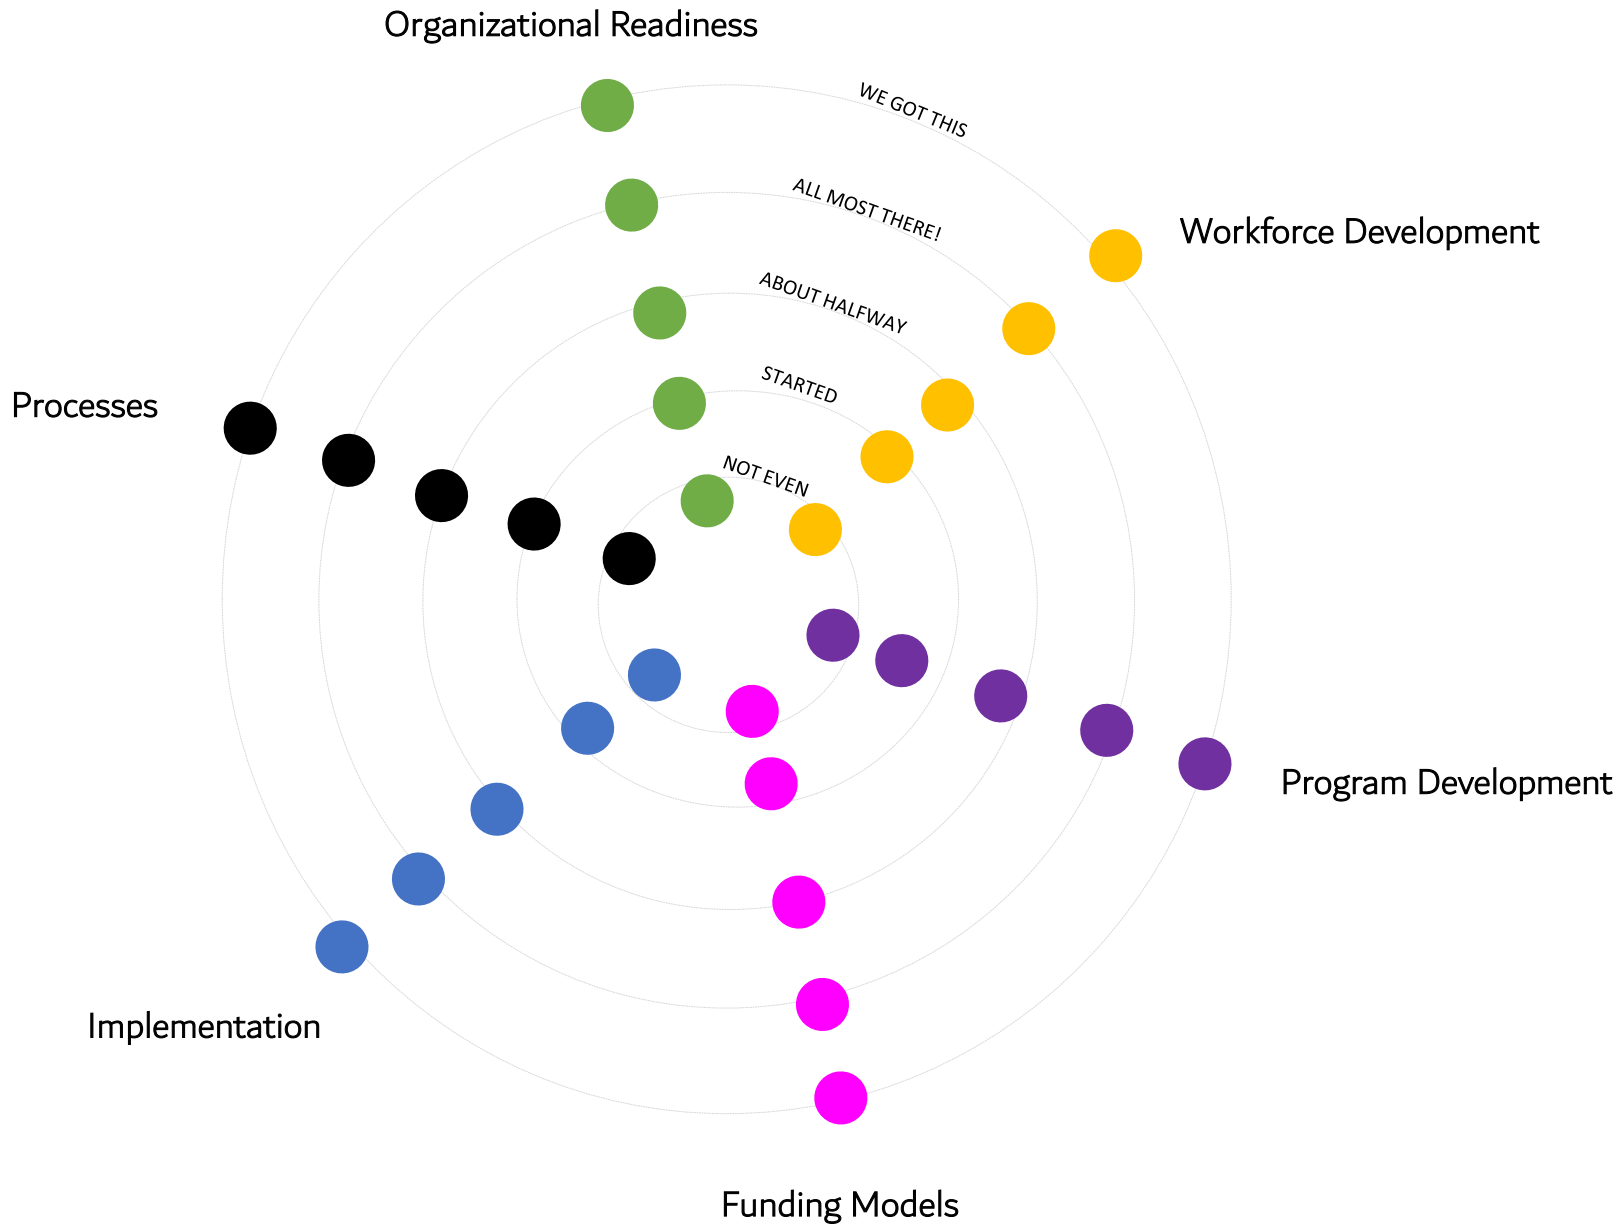 Organizational Readiness
WE GOT THIS
ALL MOST THERE!
Workforce Development
ABOUT HALFWAY
STARTED
Processes
NOT EVEN
Program Development
Implementation
Funding Models